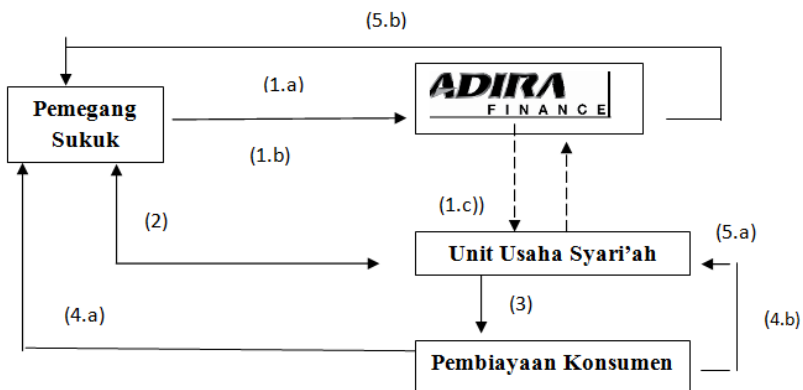 (5.b)
(1.a)
ADIRA
FINANCE
Pemegang
Sukuk
(1.b)
(1.c))
(2)
Unit Usaha Syari’ah
(5.a)
(3)
(4.a)
(4.b)
Pembiayaan Konsumen